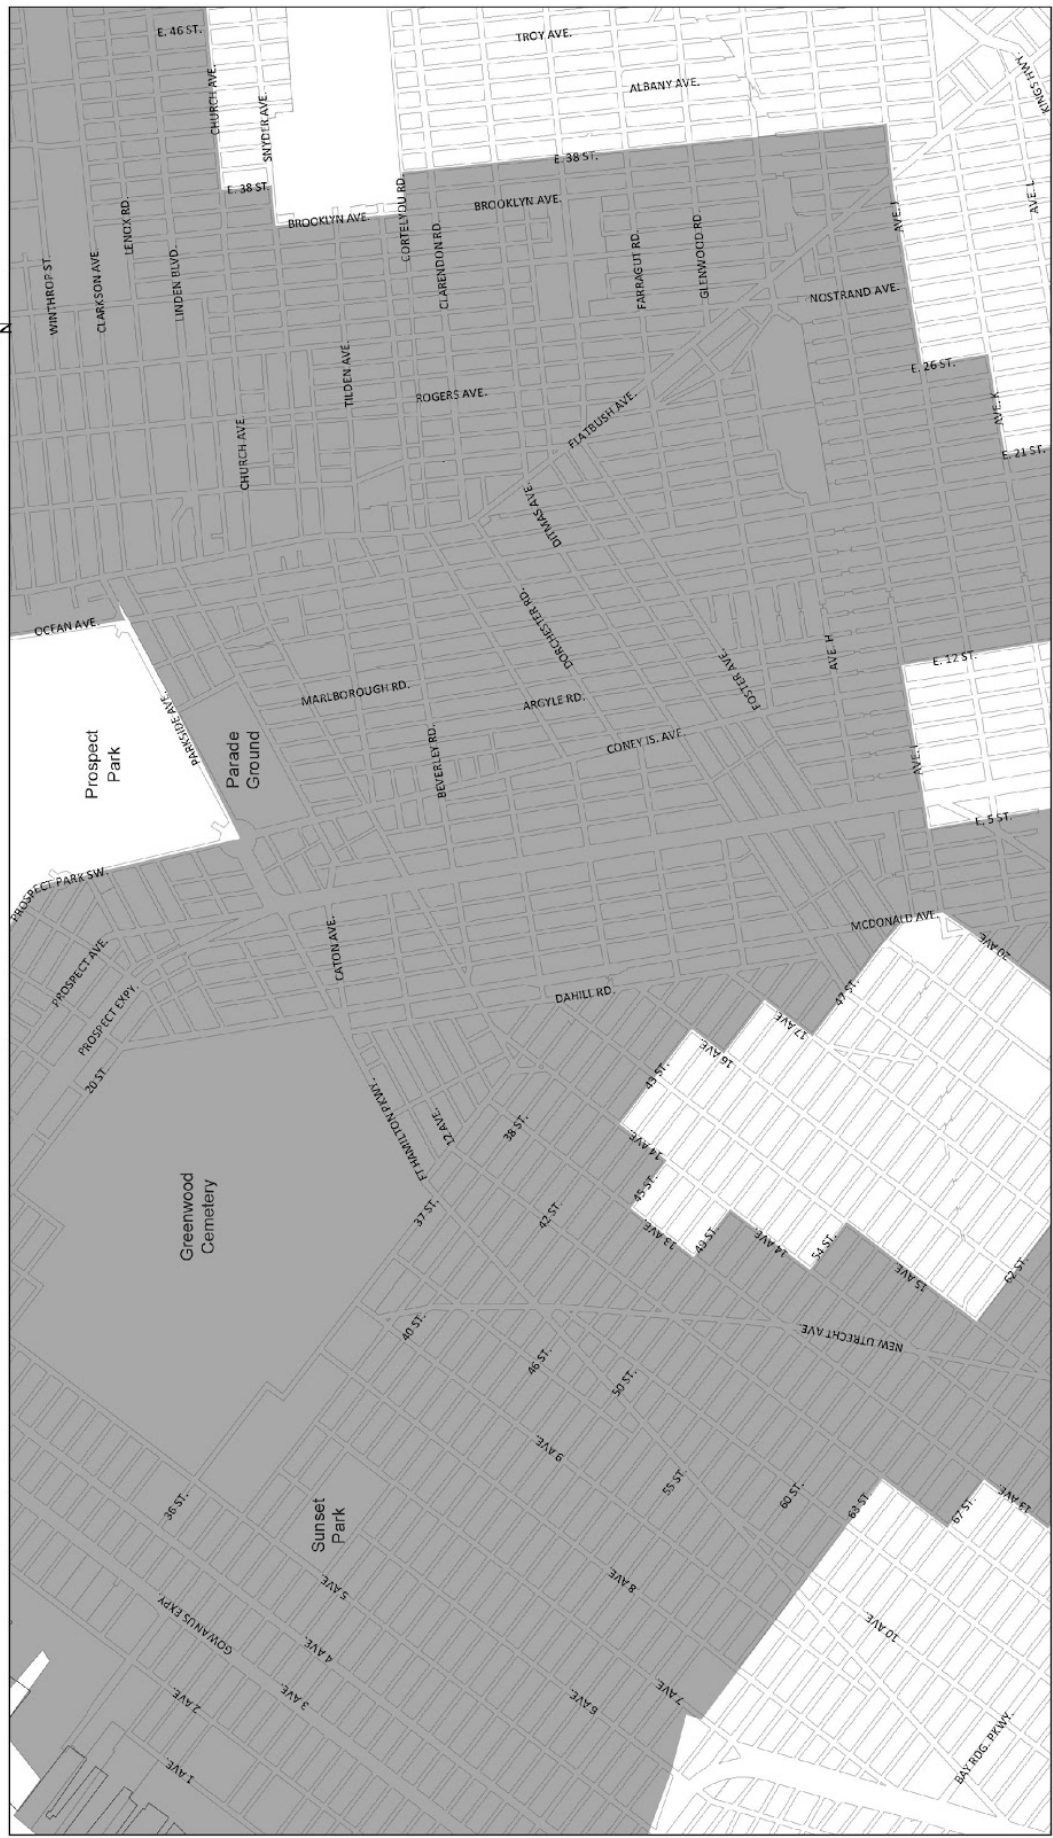 E. 46 ST.
TROY AVE.
KINGS HWY.
ALBANY AVE.
CHURCH AVE.
SNYDER AVE.
E. 38 ST.
E. 38 ST.
BROOKLYN AVE.
BROOKLYN AVE.
CORTELYOU RD.
AVE. L
AVE. J
LENOX RD.
WINTHROP ST.
CLARKSON AVE.
LINDEN BLVD.
CLARENDON RD.
FARRAGUT RD.
GLENWOOD RD.
NOSTRAND AVE.
N
TILDEN AVE.
ROGERS AVE.
E. 26 ST.
FLATBUSH AVE.
AVE. K
CHURCH AVE.
E. 21 ST.
DITMAS AVE.
OCEAN AVE.
DORCHESTER RD.
AVE. H
E. 12 ST.
MARLBOROUGH RD.
ARGYLE RD.
FOSTER AVE.
PARKSIDE AVE.
Prospect
Park
Parade
Ground
BEVERLEY RD.
CONEY IS. AVE.
AVE. I
E. 5 ST.
PROSPECT PARK SW.
MCDONALD AVE.
20 AVE
PROSPECT AVE.
CATON AVE.
PROSPECT EXPY.
DAHILL RD.
47 ST.
17 AVE
16 AVE
20 ST.
43 ST.
FT HAMILTON PKWY.
12 AVE.
38 ST.
14 AVE
Greenwood
Cemetery
45 ST.
37 ST.
42 ST.
13 AVE
49 ST.
14 AVE
54 ST.
15 AVE
62 ST.
40 ST.
NEW UTRECHT AVE.
46 ST.
50 ST.
9 AVE.
36 ST.
Sunset
Park
55 ST.
60 ST.
63 ST.
67 ST.
13 AVE
5 AVE.
8 AVE.
GOWANUS EXPY
4 AVE.
10 AVE.
2 AVE.
3 AVE.
6 AVE.
7 AVE.
1 AVE.
BAY RDG. PKWY.